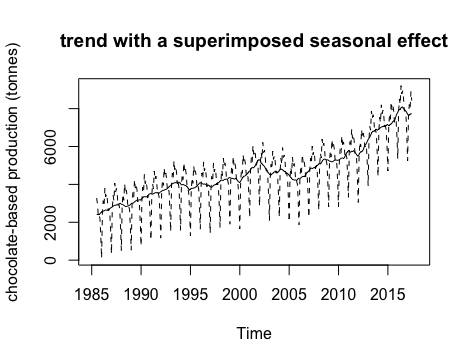 trend with a superimposed seasonal effect
chocolate-based production (tonnes)
6000
2000
0
1985 1990 1995 2000 2005 2010 2015
Time